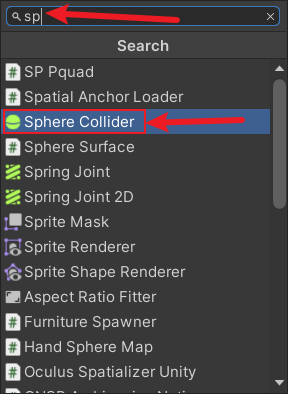 sp
Search
SP Pquad
Spatial Anchor Loader
Sphere Collider
Sphere Surface
Spring Joint
Spring Joint 2D
Sprite Mask
Sprite Renderer
Sprite Shape Renderer
Aspect Ratio Fitter
Furniture Spawner
Hand Sphere Map
Oculus Spatializer Unity